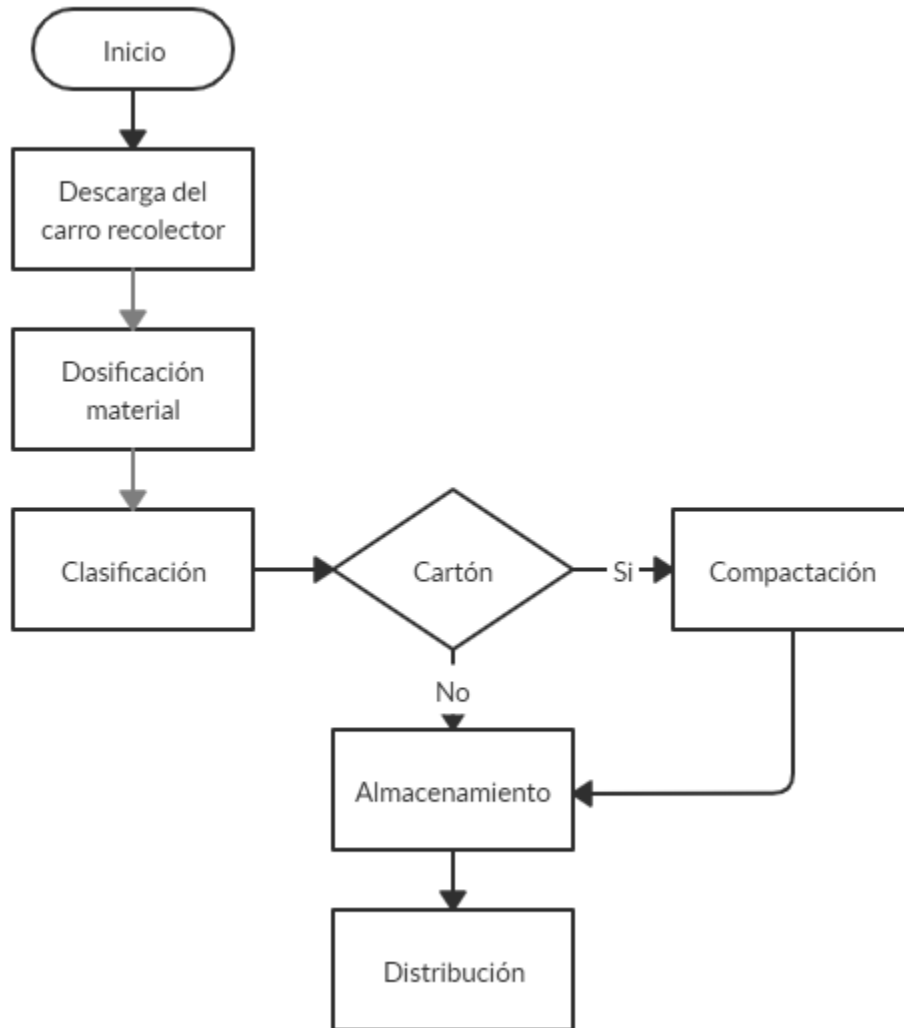 Inicio
Descarga del
carro recolector
Dosificación
material
Clasificación
Cartón
Si
Compactación
No
Almacenamiento
Distribución